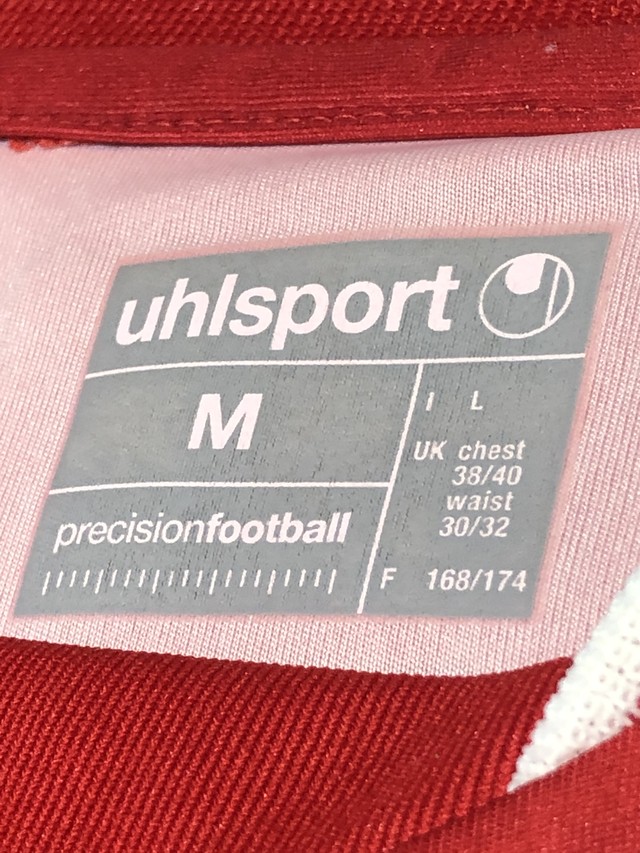 uhlsport
M
precisionfootball
I L
UK chest
38/40
waist
30/32
F 168/174